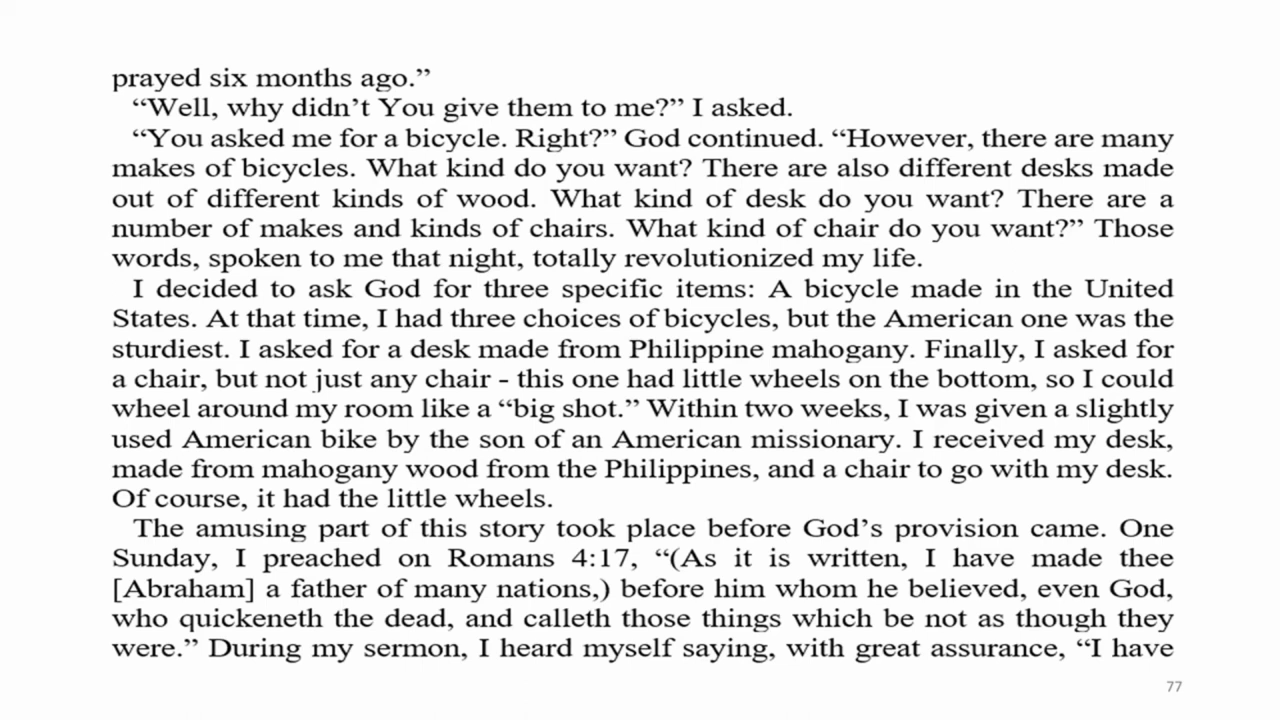 prayed six months ago.”
“Well, why didn’t You give them to me?” I asked.
“You asked me for a bicycle. Right?” God continued. “However, there are many
makes of bicycles. What kind do you want? There are also different desks made
out of different kinds of wood. What kind of desk do you want? There are a
number of makes and kinds of chairs. What kind of chair do you want?” Those
words, spoken to me that night, totally revolutionized my life.
I decided to ask God for three specific items: A bicycle made in the United
States. At that time, I had three choices of bicycles, but the American one was the
sturdiest. I asked for a desk made from Philippine mahogany. Finally, I asked for
a chair, but not just any chair - this one had little wheels on the bottom, so I could
wheel around my room like a “big shot.” Within two weeks, I was given a slightly
used American bike by the son of an American missionary. I received my desk,
made from mahogany wood from the Philippines, and a chair to go with my desk.
Of course, it had the little wheels.
The amusing part of this story took place before God’s provision came. One
Sunday, I preached on Romans 4:17, “(As it is written, I have made thee
[Abraham] a father of many nations,) before him whom he believed, even God,
who quickeneth the dead, and calleth those things which be not as though they
were.” During my sermon, I heard myself saying, with great assurance, “I have
77